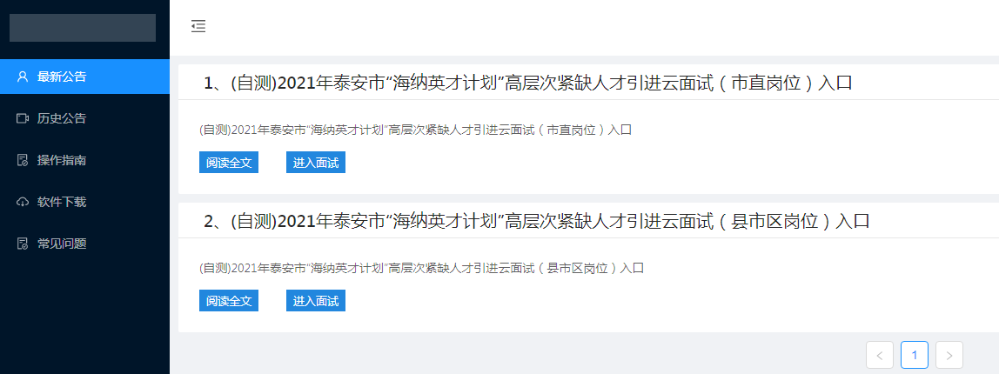 最新公告
历史公告
操作指南
软件下载
常见问题
1、(自测)2021年泰安市“海纳英才计划”高层次紧缺人才引进云面试（市直岗位）入口
(自测)2021年泰安市“海纳英才计划”高层次紧缺人才引进云面试（市直岗位）入口
阅读全文 进入面试
2、(自测)2021年泰安市“海纳英才计划”高层次紧缺人才引进云面试（县市区岗位）入口
(自测)2021年泰安市“海纳英才计划”高层次紧缺人才引进云面试（县市区岗位）入口
阅读全文 进入面试
1